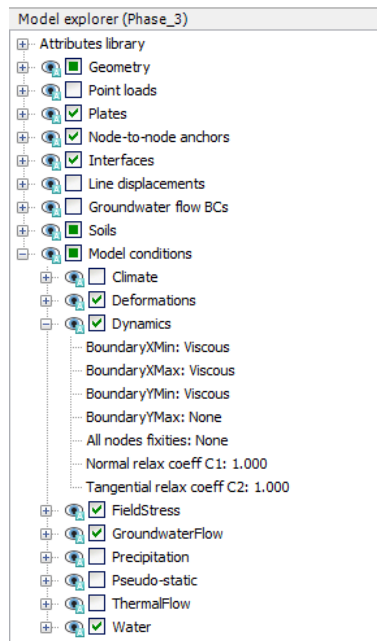 Model explorer (Phase_3)
Attributes library
Geometry
Point loads
Plates
Node-to-node anchors
Interfaces
Line displacements
Groundwater flow BCs
Soils
Model conditions
Climate
Deformations
Dynamics
BoundaryXMin: Viscous
BoundaryXMax: Viscous
BoundaryYMin: Viscous
BoundaryYMax: None
All nodes fixities: None
Normal relax coeff C1: 1.000
Tangential relax coeff C2: 1.000
FieldStress
GroundwaterFlow
Precipitation
Pseudo-static
ThermalFlow
Water